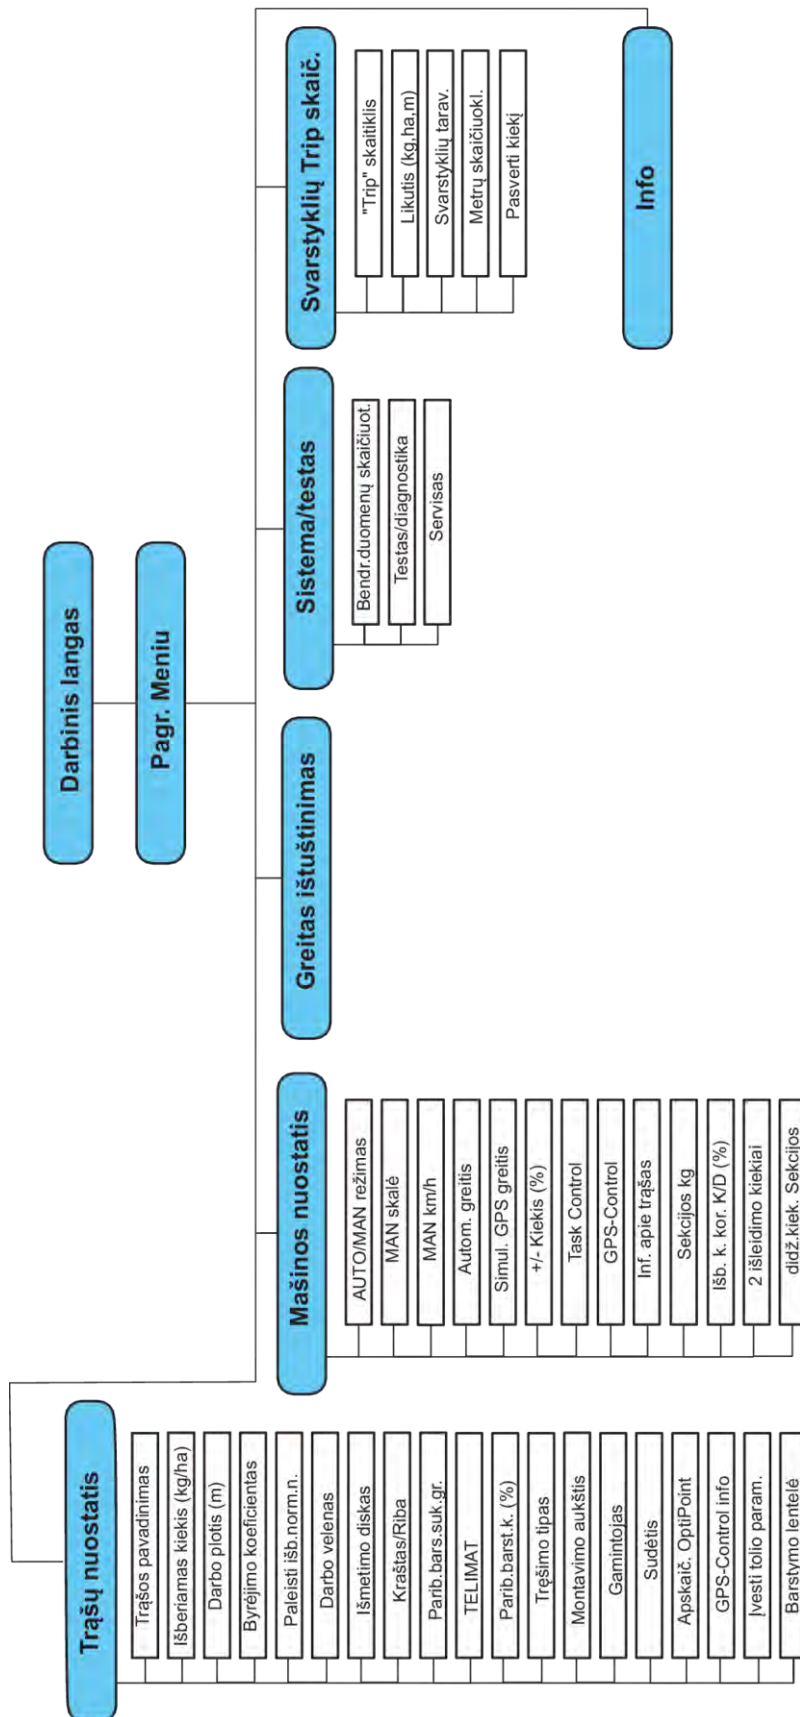 Darbinis langas
Pagr. Meniu
Trąšų nuostatis
Trąšos pavadinimas
Išberiamas kiekis (kg/ha)
Darbo plotis (m)
Byrėjimo koeficientas
Paleisti išb.norm.n.
Darbo velenas
Išmetimo diskas
Kraštas/Riba
Parib.bars.suk.gr.
TELIMAT
Parib.barst.k. (%)
Tręšimo tipas
Montavimo aukštis
Gamintojas
Sudėtis
Apskaič. OptiPoint
GPS-Control info
Įvesti tolio param.
Barstymo lentelė
Mašinos nuostatis
AUTO/MAN režimas
MAN skalė
MAN km/h
Autom. greitis
Simul. GPS greitis
+/- Kiekis (%)
Task Control
GPS-Control
Inf. apie trąšas
Sekcijos kg
Išb. k. kor. K/D (%)
2 išleidimo kiekiai
didž.kiek. Sekcijos
Greitas ištuštinimas
Sistema/testas
Bendr.duomenų skaičiuot.
Testas/diagnostika
Servisas
Svarstyklių Trip skaič.
"Trip" skaitiklis
Likutis (kg,ha,m)
Svarstyklių tarav.
Metrų skaičiuokl.
Pasverti kiekį
Info